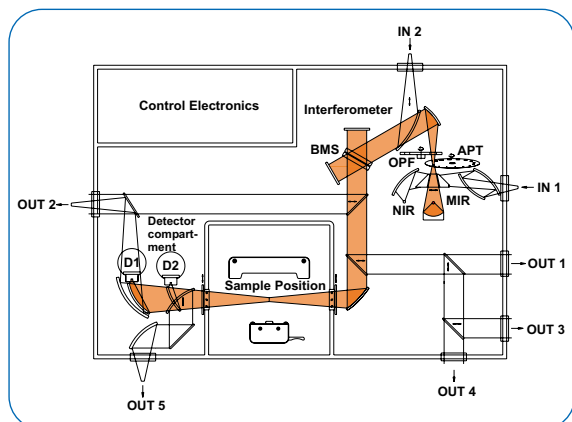 IN 2
Control Electronics
Interferometer
BMS
OPF
APT
IN 1
NIR
MIR
OUT 2
Detector
compart-
ment
D1
D2
OUT 1
Sample Position
OUT 3
OUT 4
OUT 5